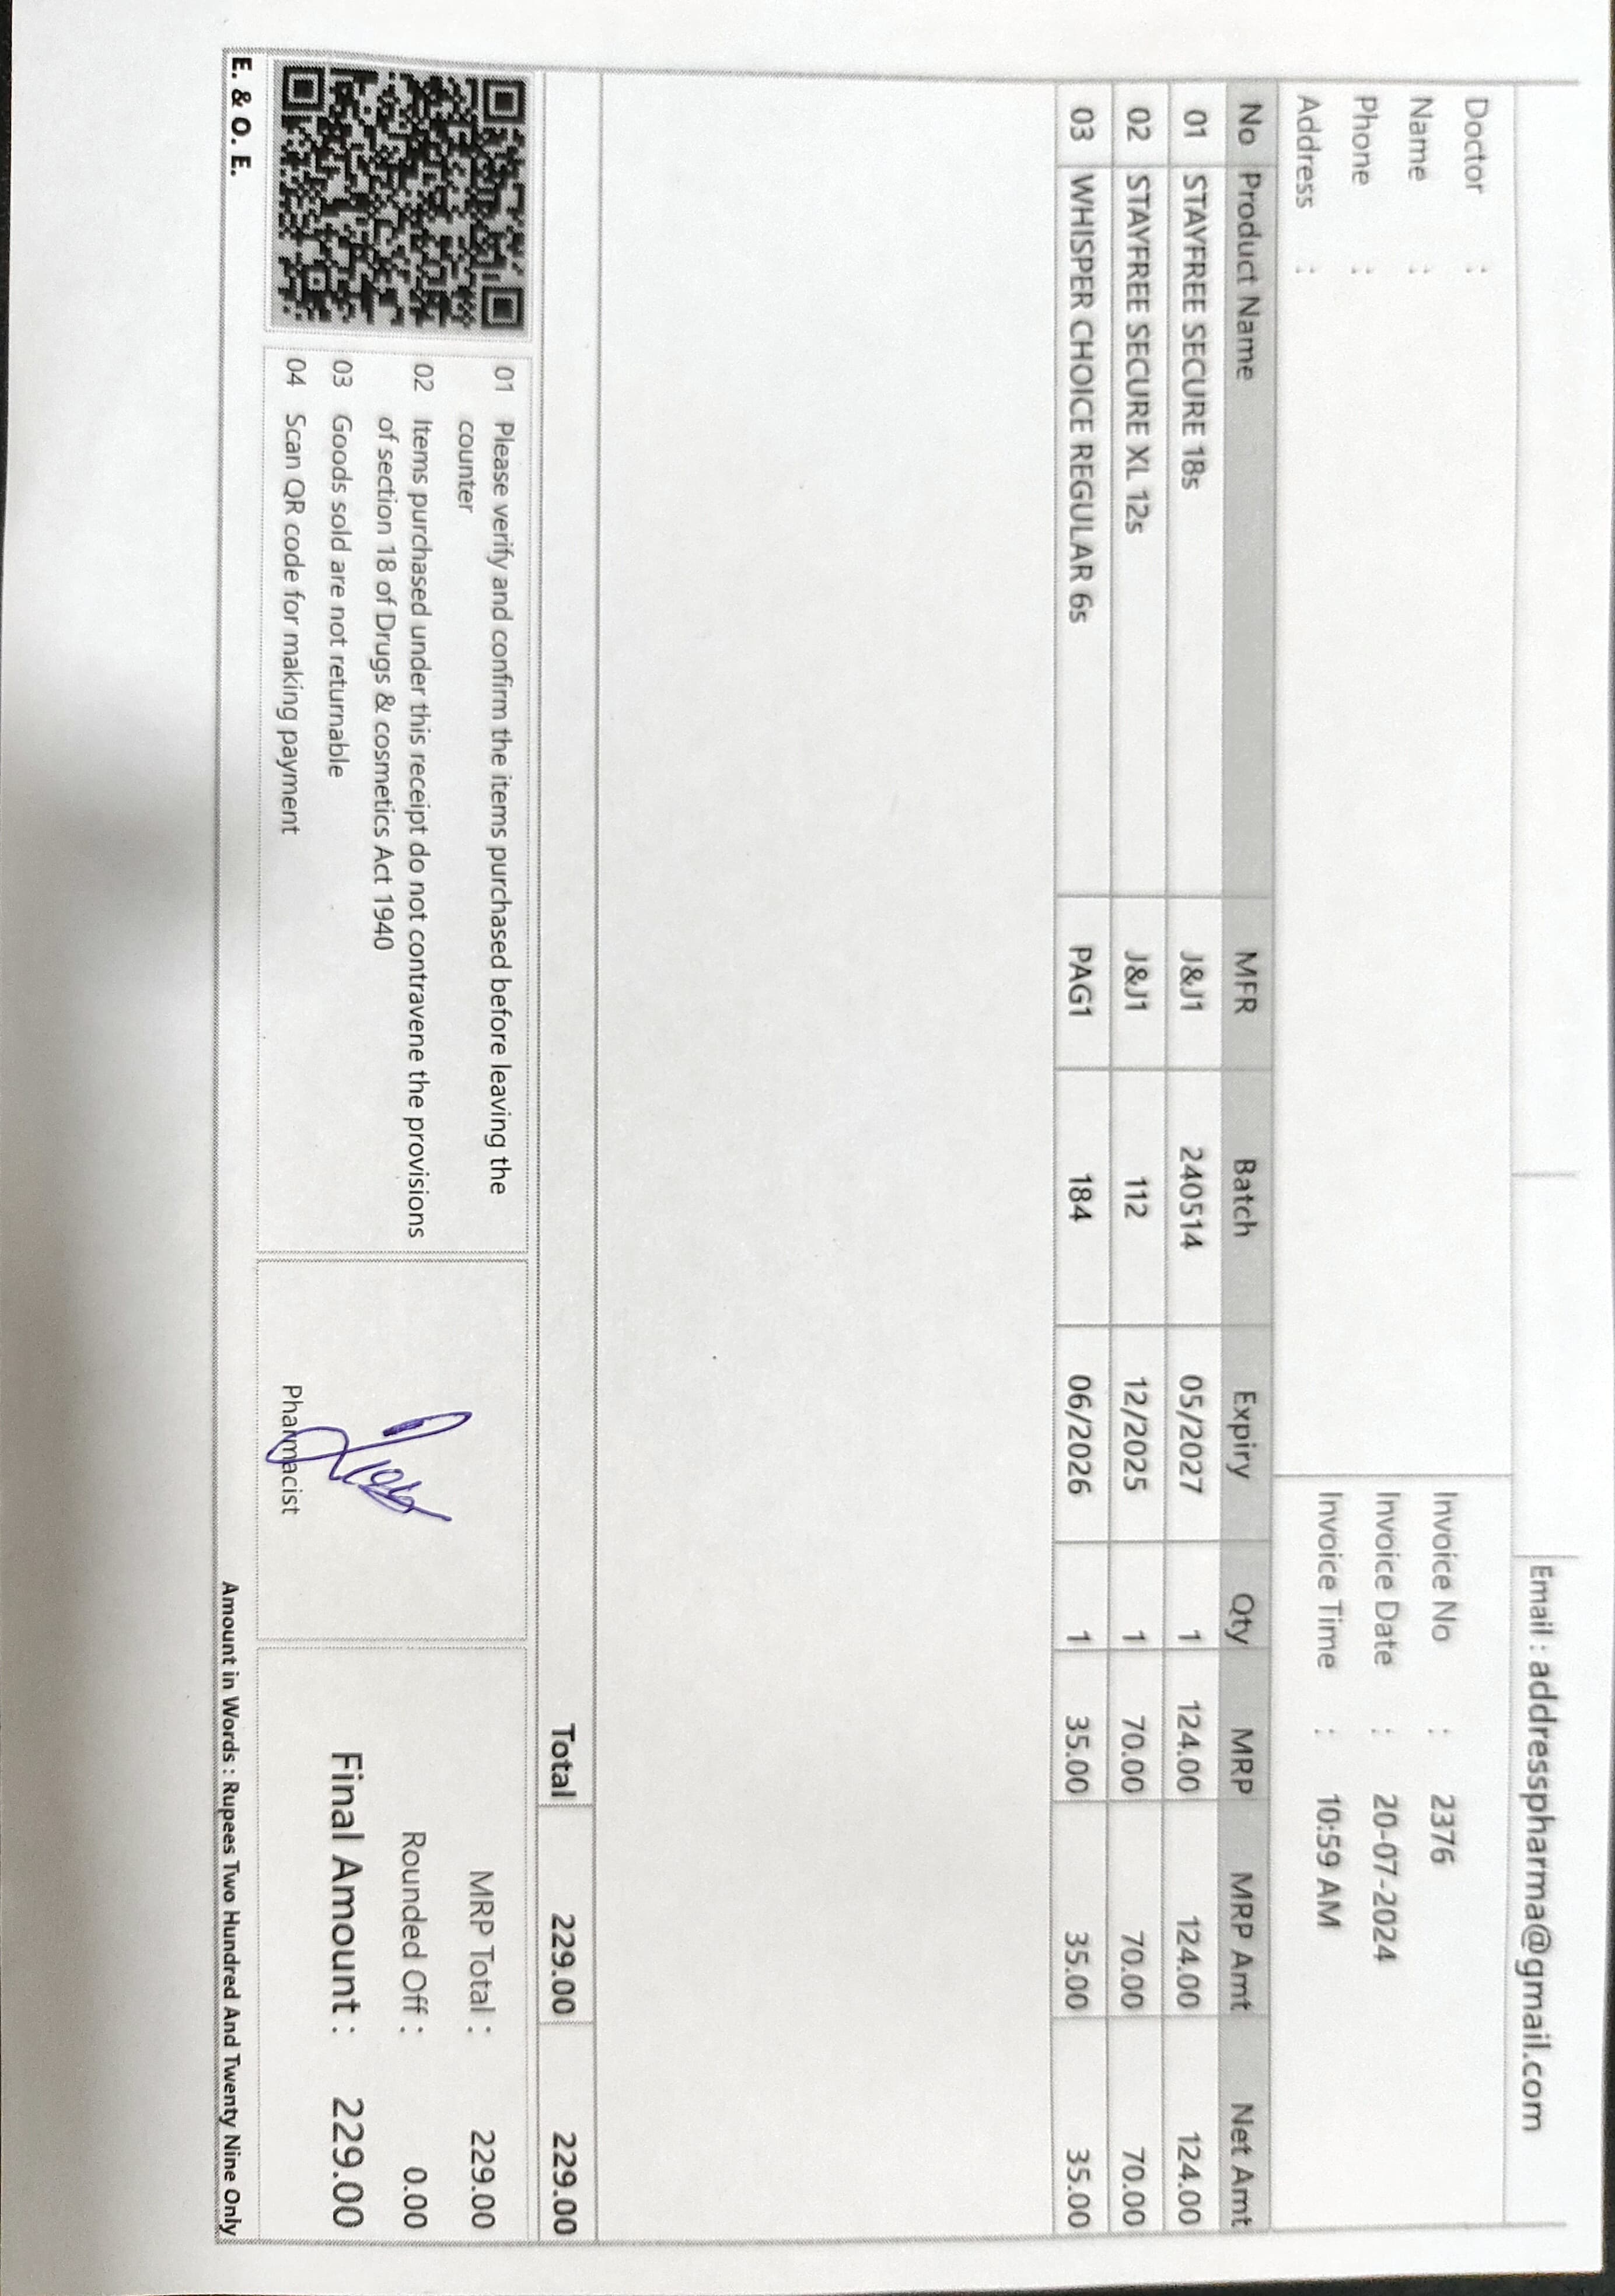 Email : addresspharma@gmail.com
Doctor :
Name :
Phone :
Address :
Invoice No : 2376
Invoice Date : 20-07-2024
Invoice Time : 10:59 AM
No Product Name MFR Batch Expiry Qty MRP MRP Amt Net Amt
01 STAYFREE SECURE 18s J&J1 240514 05/2027 1 124.00 124.00 124.00
02 STAYFREE SECURE XL 12s J&J1 112 12/2025 1 70.00 70.00 70.00
03 WHISPER CHOICE REGULAR 6s PAG1 184 06/2026 1 35.00 35.00 35.00
Total 229.00 229.00
01 Please verify and confirm the items purchased before leaving the
counter
02 Items purchased under this receipt do not contravene the provisions
of section 18 of Drugs & cosmetics Act 1940
03 Goods sold are not returnable
04 Scan QR code for making payment
Pharmacist
MRP Total : 229.00
Rounded Off : 0.00
Final Amount : 229.00
E. & O. E.
Amount in Words : Rupees Two Hundred And Twenty Nine Only